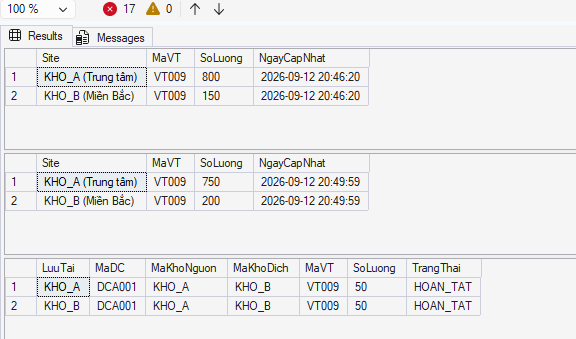 100 % 17 0
Results Messages
Site MaVT SoLuong NgayCapNhat
1 KHO_A (Trung tâm) VT009 800 2026-09-12 20:46:20
2 KHO_B (Miền Bắc) VT009 150 2026-09-12 20:46:20
Site MaVT SoLuong NgayCapNhat
1 KHO_A (Trung tâm) VT009 750 2026-09-12 20:49:59
2 KHO_B (Miền Bắc) VT009 200 2026-09-12 20:49:59
LuuTai MaDC MaKhoNguon MaKhoDich MaVT SoLuong TrangThai
1 KHO_A DCA001 KHO_A KHO_B VT009 50 HOAN_TAT
2 KHO_B DCA001 KHO_A KHO_B VT009 50 HOAN_TAT